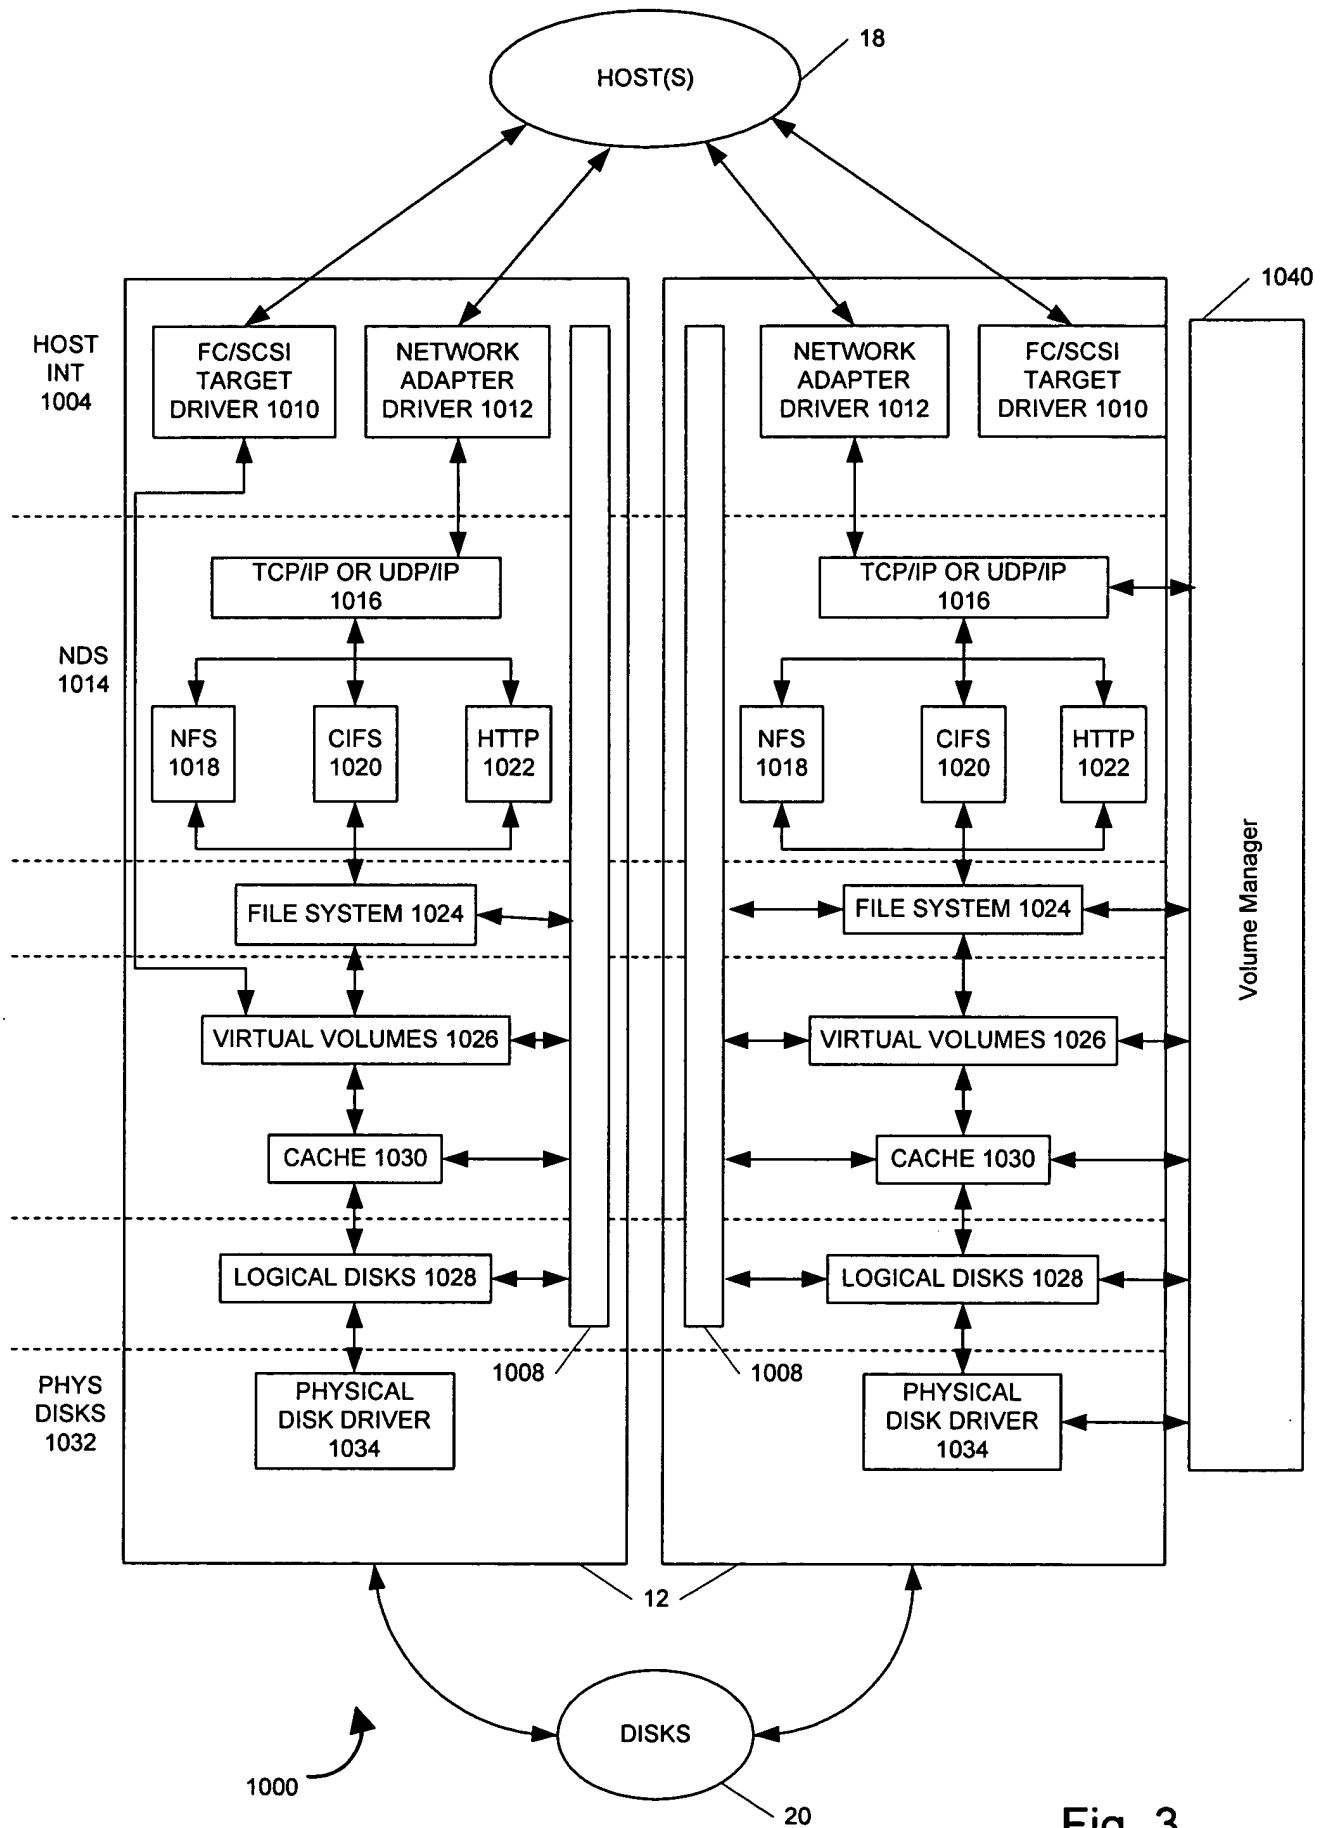 18
HOST(S)
1040
HOST
INT
1004
FC/SCSI
TARGET
DRIVER 1010
NETWORK
ADAPTER
DRIVER 1012
NETWORK
ADAPTER
DRIVER 1012
FC/SCSI
TARGET
DRIVER 1010
NDS
1014
TCP/IP OR UDP/IP
1016
TCP/IP OR UDP/IP
1016
NFS
1018
CIFS
1020
HTTP
1022
NFS
1018
CIFS
1020
HTTP
1022
Volume Manager
FILE SYSTEM 1024
FILE SYSTEM 1024
VIRTUAL VOLUMES 1026
VIRTUAL VOLUMES 1026
CACHE 1030
CACHE 1030
LOGICAL DISKS 1028
LOGICAL DISKS 1028
1008
1008
PHYS
DISKS
1032
PHYSICAL
DISK DRIVER
1034
PHYSICAL
DISK DRIVER
1034
12
DISKS
1000
20
Fig. 3